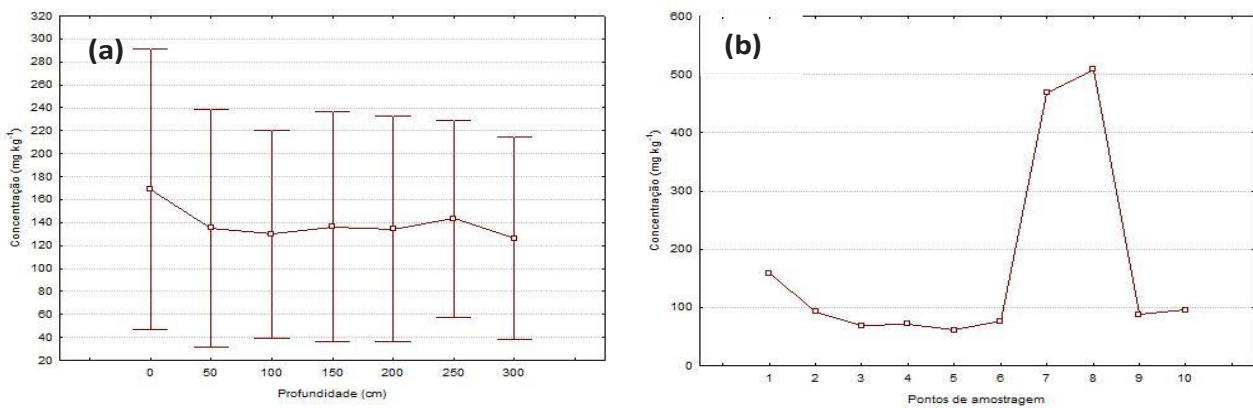 (a)
Concentração (mg kg-1)
320
300
280
260
240
220
200
180
160
140
120
100
80
60
40
20
0 50 100 150 200 250 300
Profundidade (cm)
(b)
Concentração (mg kg-1)
600
500
400
300
200
100
0
1 2 3 4 5 6 7 8 9 10
Pontos de amostragem